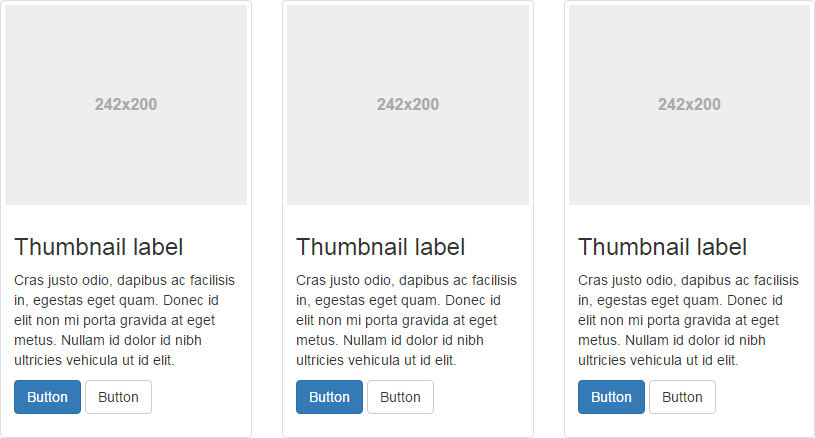 242x200
Thumbnail label
Cras justo odio, dapibus ac facilisis
in, egestas eget quam. Donec id
elit non mi porta gravida at eget
metus. Nullam id dolor id nibh
ultricies vehicula ut id elit.
Button Button
242x200
Thumbnail label
Cras justo odio, dapibus ac facilisis
in, egestas eget quam. Donec id
elit non mi porta gravida at eget
metus. Nullam id dolor id nibh
ultricies vehicula ut id elit.
Button Button
242x200
Thumbnail label
Cras justo odio, dapibus ac facilisis
in, egestas eget quam. Donec id
elit non mi porta gravida at eget
metus. Nullam id dolor id nibh
ultricies vehicula ut id elit.
Button Button